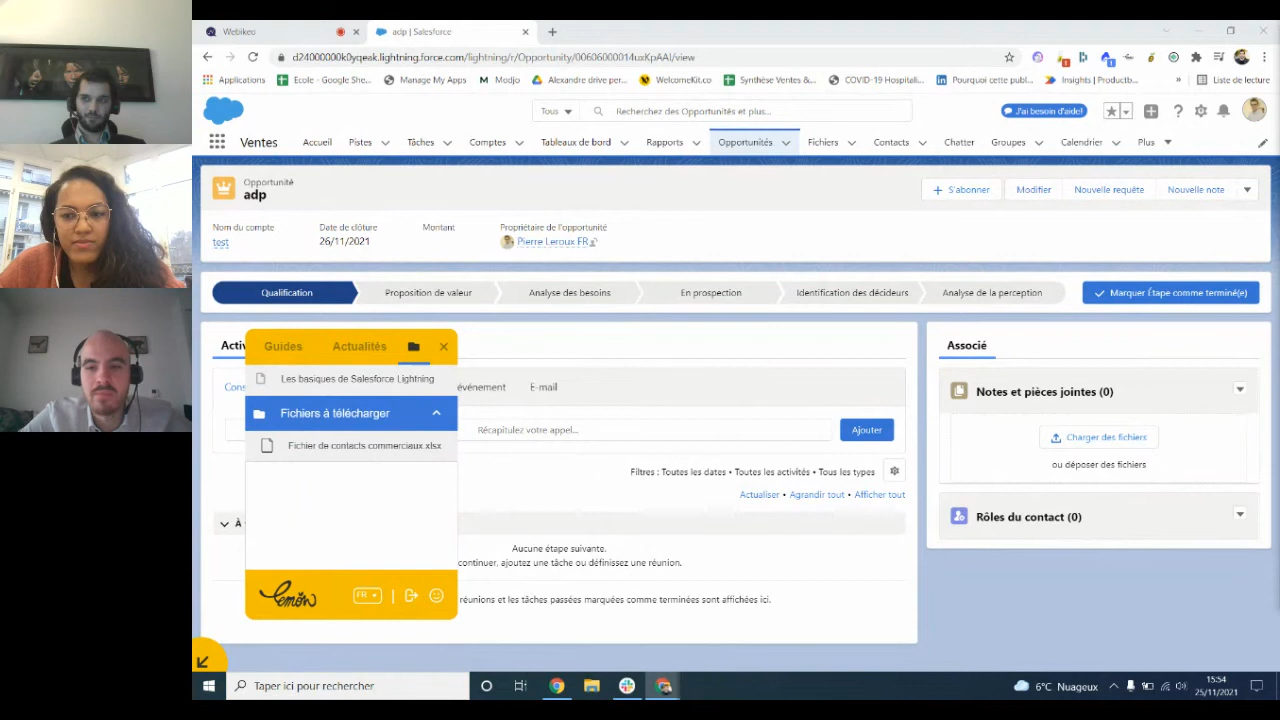 Webikeo
adp | Salesforce
d24000000k0yqeak.lightning.force.com/lightning/r/Opportunity/00606000014uxKpAAI/view
Applications
Ecole - Google She...
Manage My Apps
Modjo
Alexandre drive per...
WelcomeKit.co
Synthèse Ventes &...
COVID-19 Hospitali...
Pourquoi cette publ...
Insights | Productb...
»
Liste de lecture
Tous
Recherchez des Opportunités et plus...
J'ai besoin d'aide!
Ventes
Accueil
Pistes
Tâches
Comptes
Tableaux de bord
Rapports
Opportunités
Fichiers
Contacts
Chatter
Groupes
Calendrier
Plus
Opportunité
adp
S'abonner
Modifier
Nouvelle requête
Nouvelle note
Nom du compte
Date de clôture
Montant
Propriétaire de l'opportunité
test
26/11/2021
Pierre Leroux FR
Qualification
Proposition de valeur
Analyse des besoins
En prospection
Identification des décideurs
Analyse de la perception
Marquer Étape comme terminé(e)
Activ
Guides
Actualités
Les basiques de Salesforce Lightning
Cons
événement
E-mail
Fichiers à télécharger
Récapitulez votre appel...
Ajouter
Fichier de contacts commerciaux.xlsx
Filtres : Toutes les dates • Toutes les activités • Tous les types
Actualiser • Agrandir tout • Afficher tout
À
Aucune étape suivante.
continuer, ajoutez une tâche ou définissez une réunion.
réunions et les tâches passées marquées comme terminées sont affichées ici.
lemon
FR
Associé
Notes et pièces jointes (0)
Charger des fichiers
ou déposer des fichiers
Rôles du contact (0)
Taper ici pour rechercher
6°C Nuageux
15:54
25/11/2021